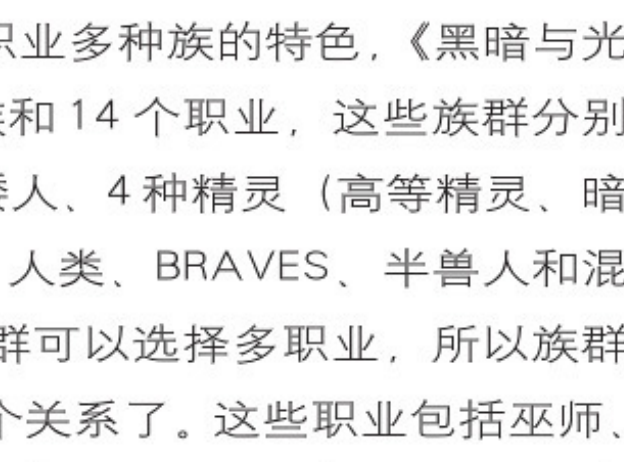 职业多种族的特色，《黑暗与光
族和14个职业，这些族群分别
矮人、4种精灵（高等精灵、暗
人类、BRAVES、半兽人和混
群可以选择多职业，所以族群
个关系了。这些职业包括巫师、